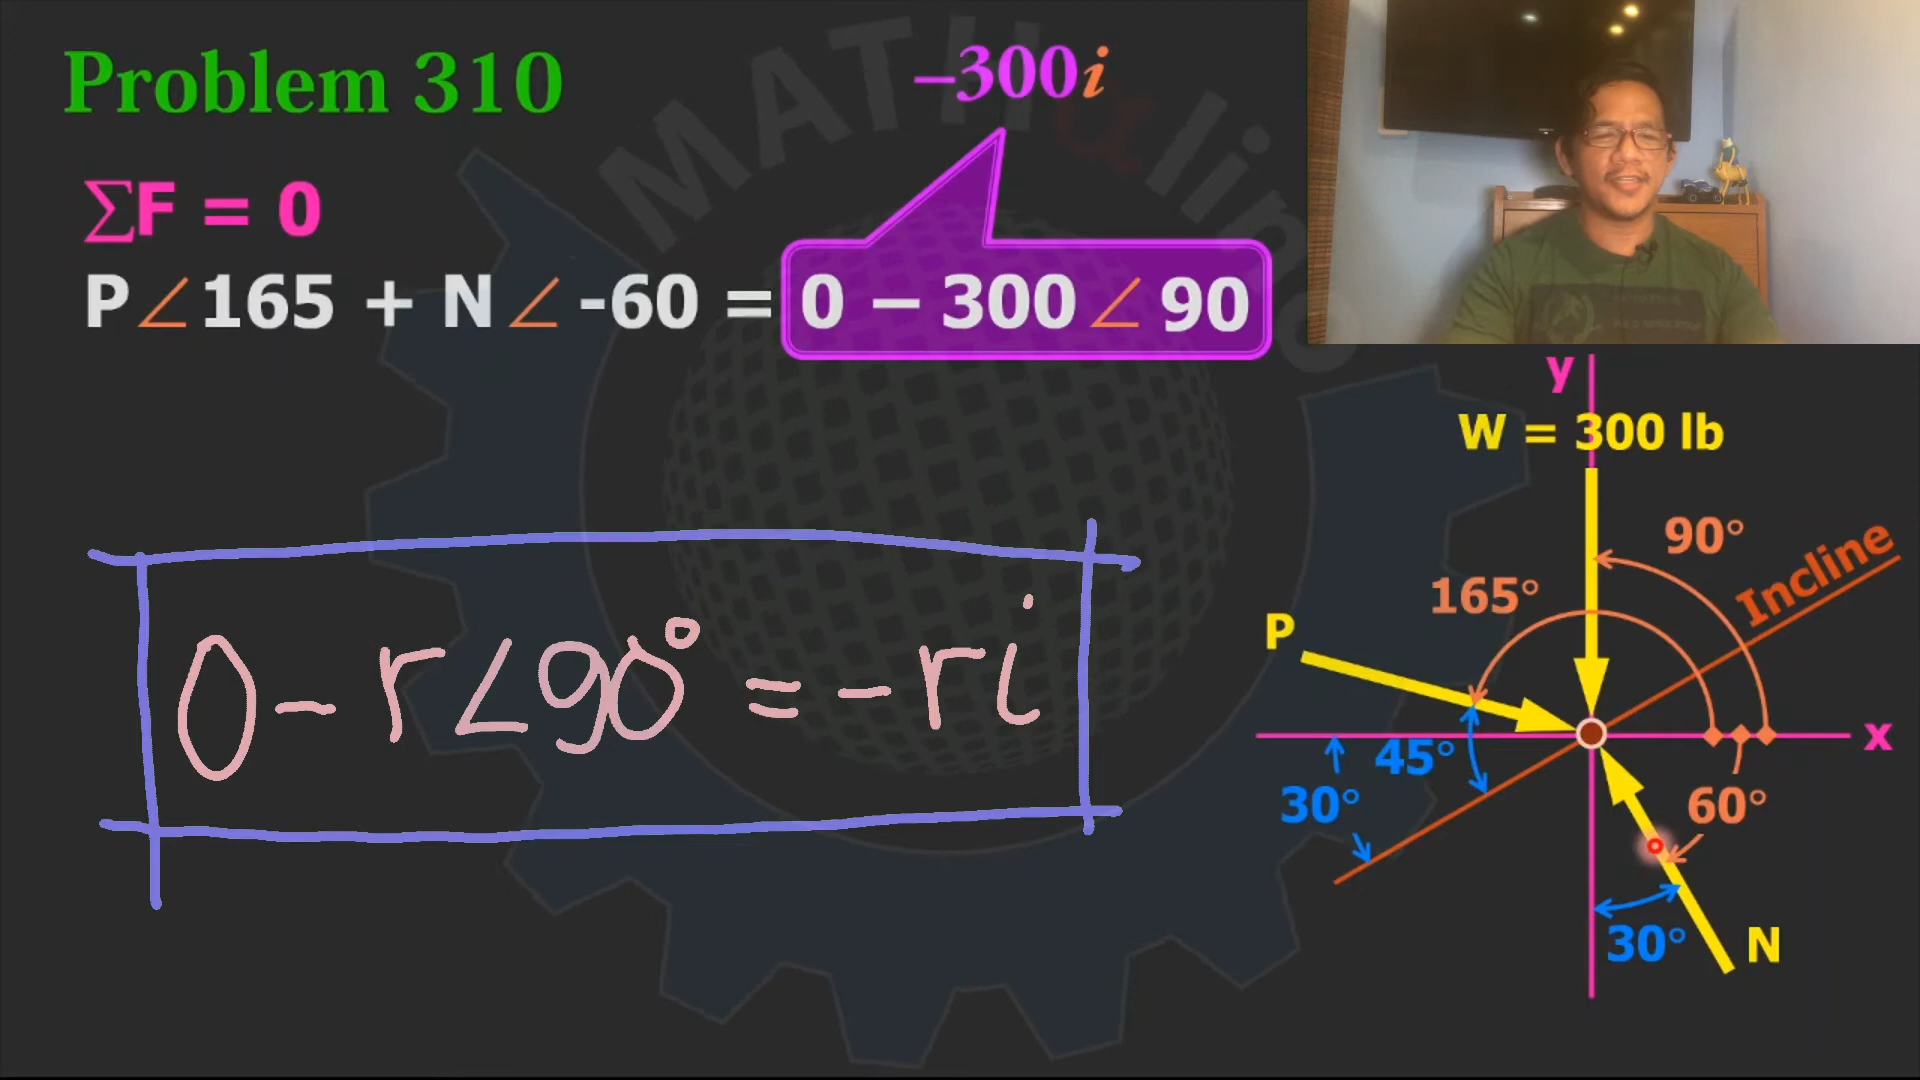 Problem 310
–300i
ΣF = 0
P∠165 + N∠-60 = 0 – 300∠90
0 - r∠90° = - ri
MATHalino
y
W = 300 lb
90°
Incline
165°
P
x
45°
30°
60°
30°
N